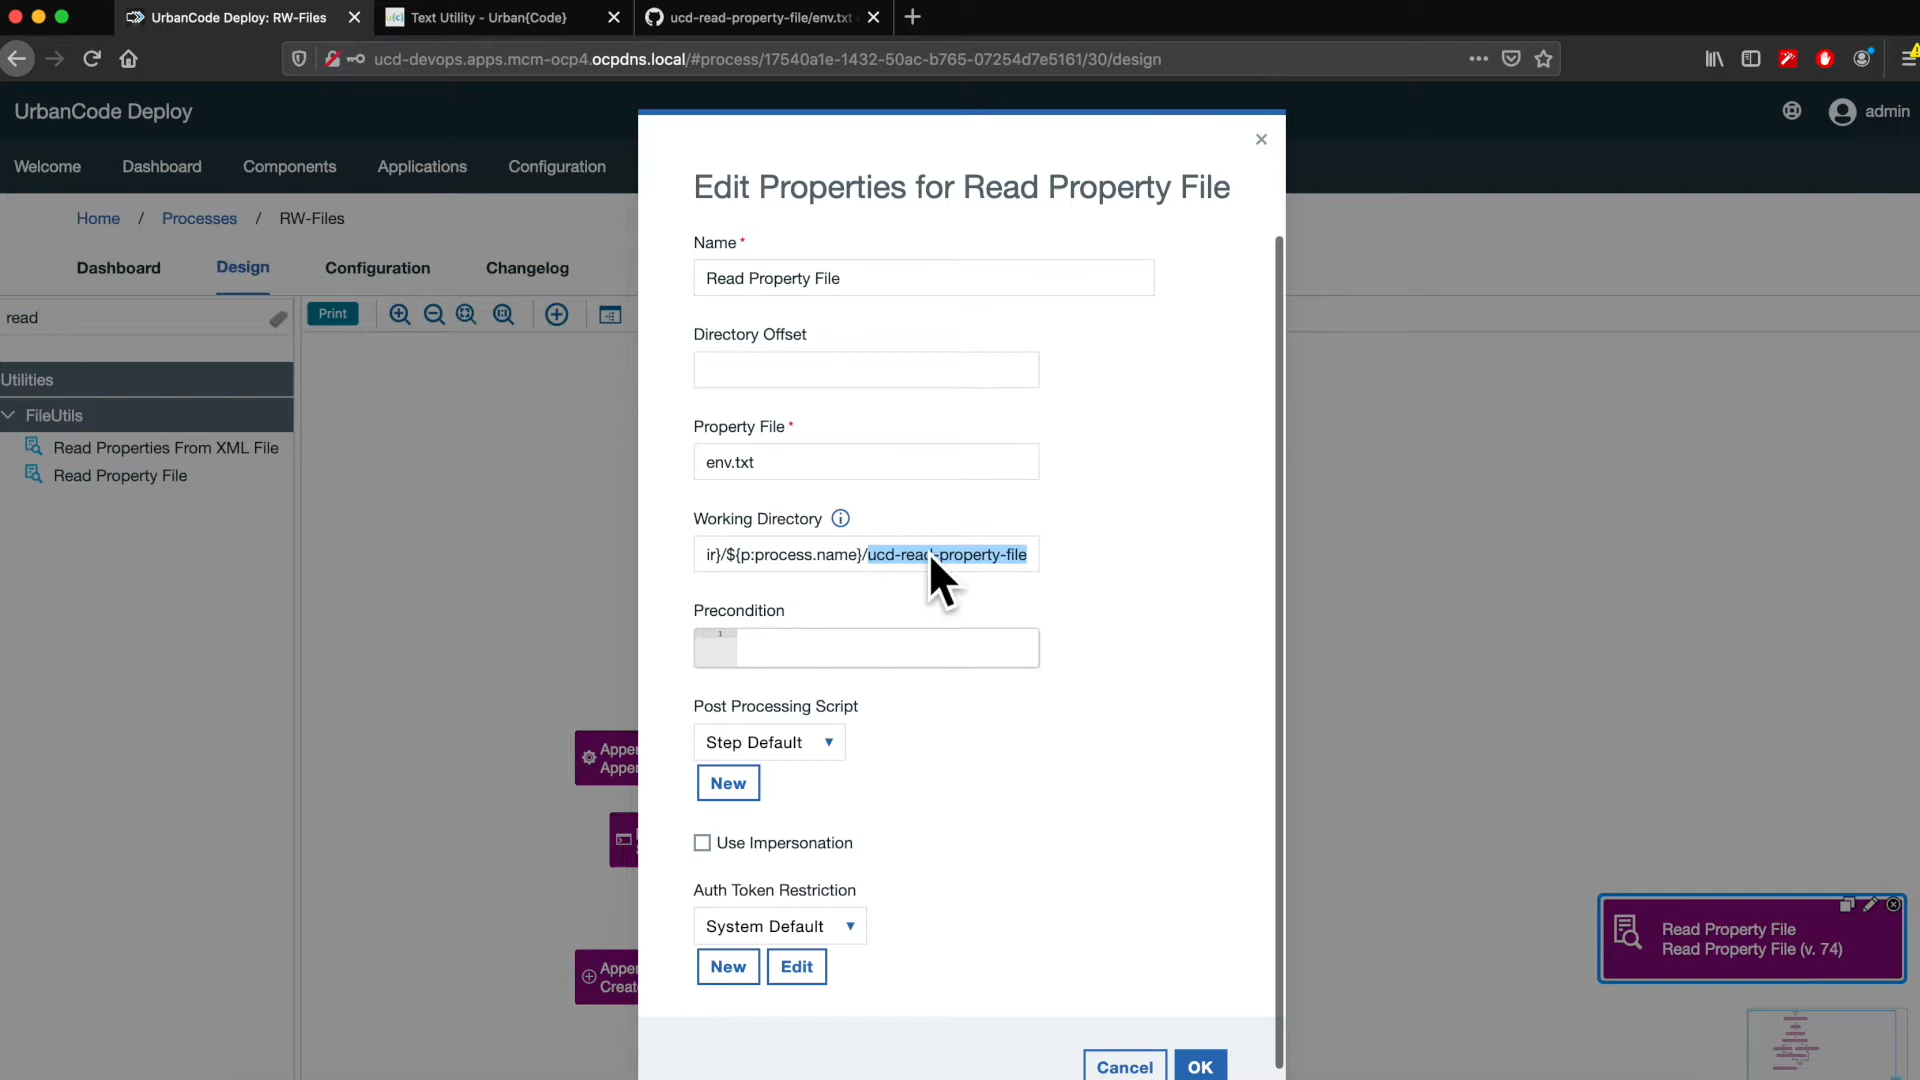 UrbanCode Deploy: RW-Files
Text Utility - Urban{Code}
ucd-read-property-file/env.txt
ucd-devops.apps.mcm-ocp4.ocpdns.local/#process/17540a1e-1432-50ac-b765-07254d7e5161/30/design
UrbanCode Deploy
admin
Welcome Dashboard Components Applications Configuration
Home / Processes / RW-Files
Dashboard Design Configuration Changelog
read
Print
Utilities
FileUtils
Read Properties From XML File
Read Property File
Edit Properties for Read Property File
Name *
Read Property File
Directory Offset
Property File *
env.txt
Working Directory
ir}/${p:process.name}/ucd-read-property-file
Precondition
1
Post Processing Script
Step Default
New
Use Impersonation
Auth Token Restriction
System Default
New Edit
Cancel OK
Appen
Appen
Appen
Create
Read Property File
Read Property File (v. 74)